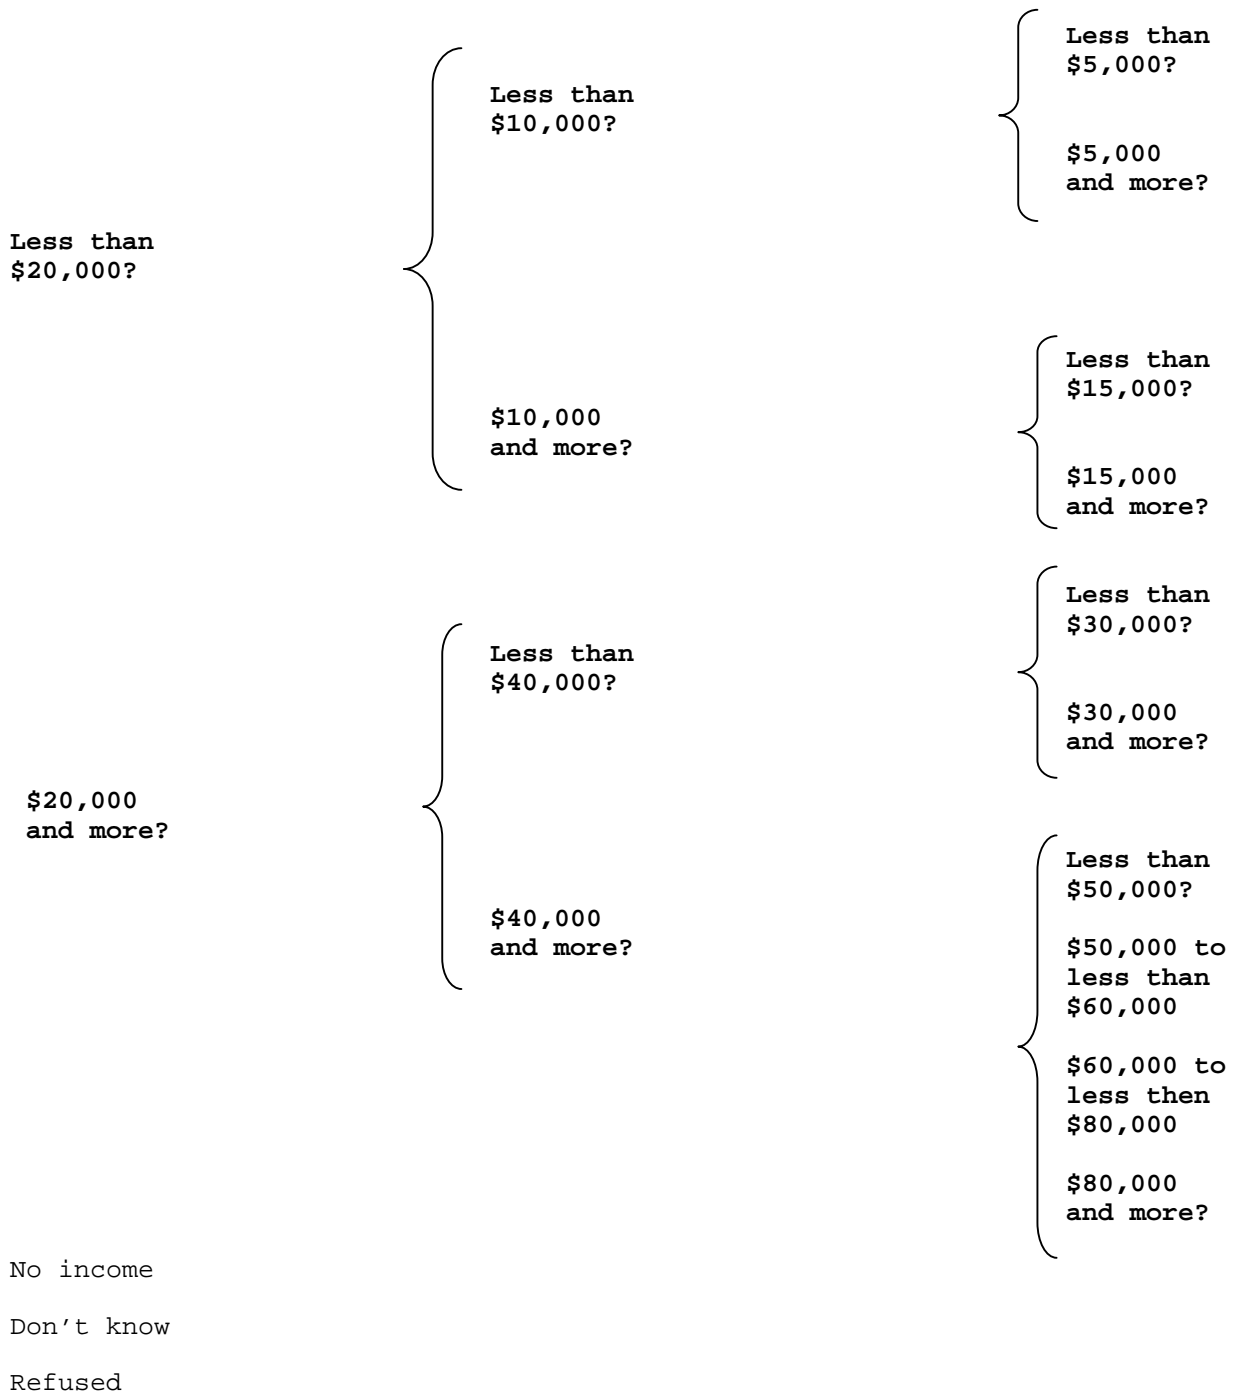 Less than
$20,000?
Less than
$10,000?
Less than
$5,000?
$5,000
and more?
$10,000
and more?
Less than
$15,000?
$15,000
and more?
$20,000
and more?
Less than
$40,000?
Less than
$30,000?
$30,000
and more?
$40,000
and more?
Less than
$50,000?
$50,000 to
less than
$60,000
$60,000 to
less then
$80,000
$80,000
and more?
No income
Don’t know
Refused